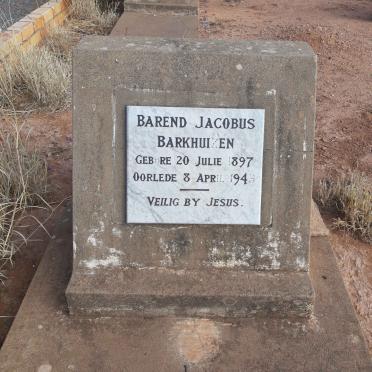 BAREND JACOBUS
BARKHUIZEN
GEBORE 20 JULIE 1897
OORLEDE 8 APRIL
VEILIG BY JESUS.